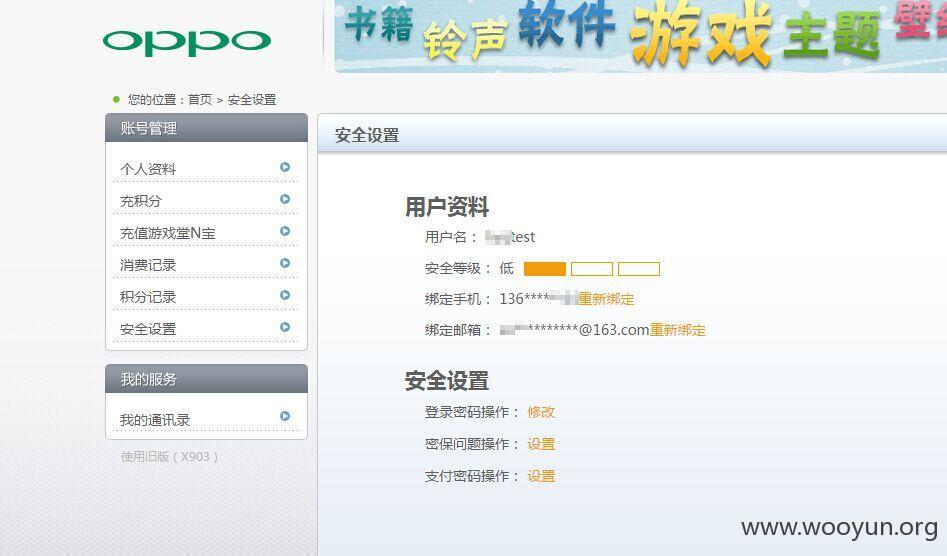 oppo
书籍 铃声 软件 游戏 主题
您的位置：首页 > 安全设置
账号管理
个人资料
充积分
充值游戏堂N宝
消费记录
积分记录
安全设置
我的服务
我的通讯录
使用旧版（X903）
安全设置
用户资料
用户名：test
安全等级： 低
绑定手机： 136****重新绑定
绑定邮箱： ********@163.com重新绑定
安全设置
登录密码操作： 修改
密保问题操作： 设置
支付密码操作： 设置
www.wooyun.org